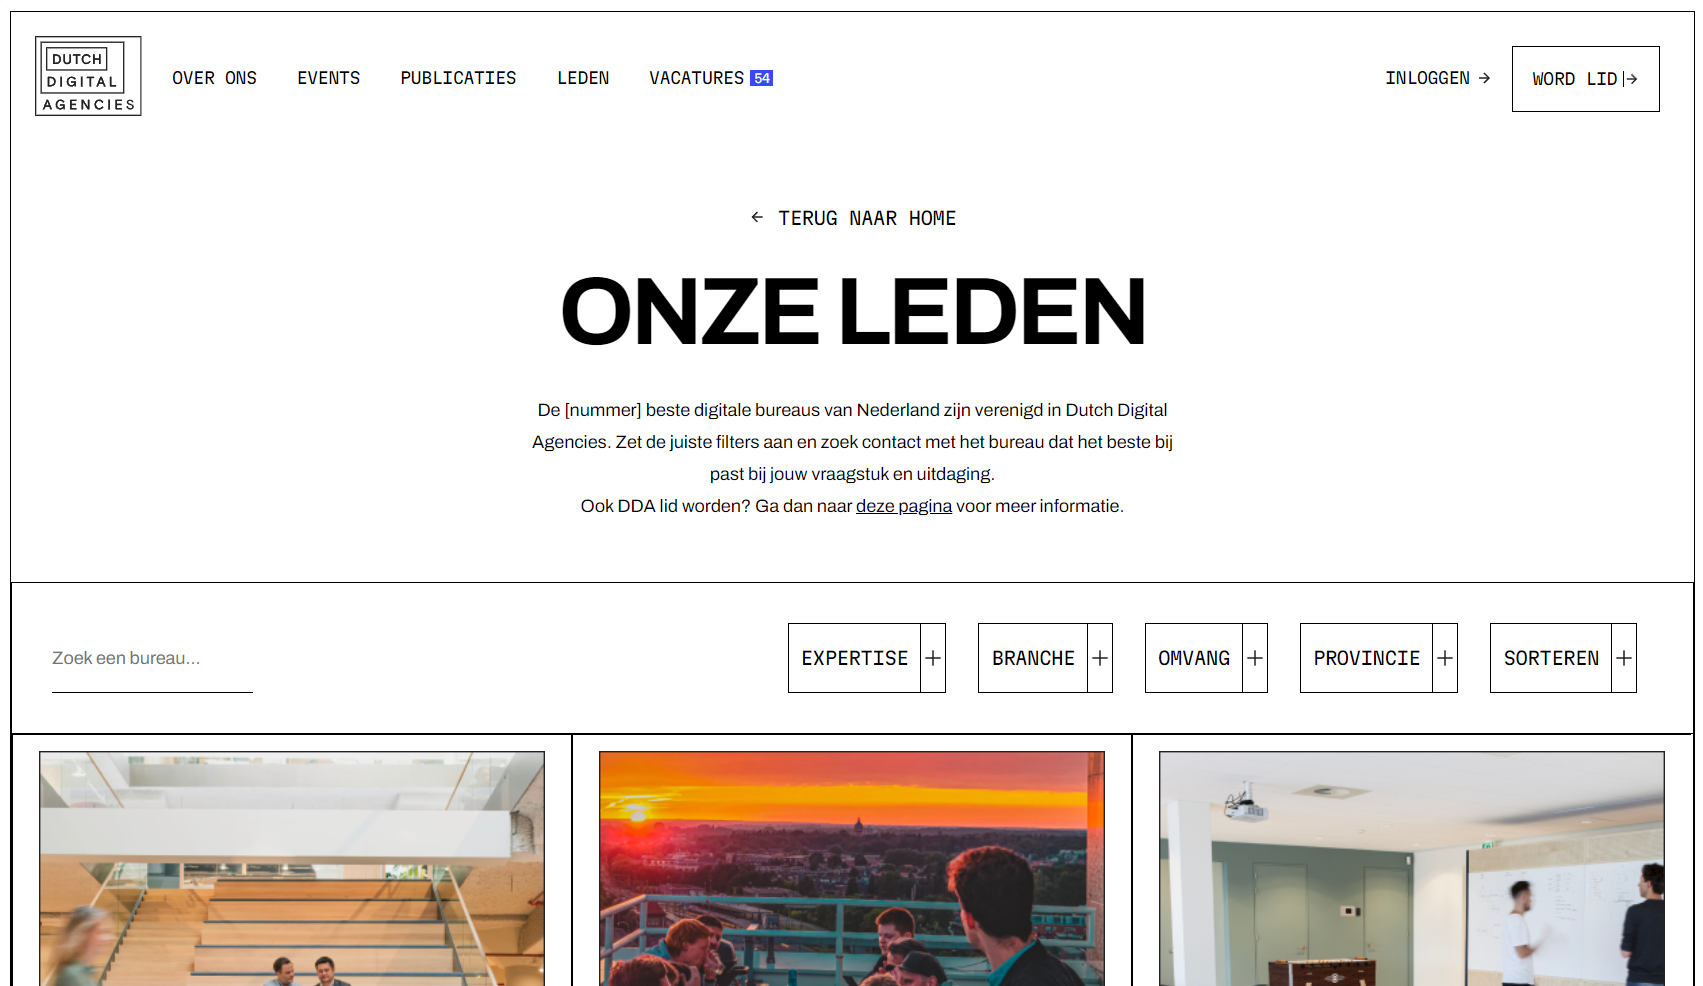 DUTCH
DIGITAL
AGENCIES
OVER ONS
EVENTS
PUBLICATIES
LEDEN
VACATURES 54
INLOGGEN →
WORD LID →
← TERUG NAAR HOME
ONZE LEDEN
De [nummer] beste digitale bureaus van Nederland zijn verenigd in Dutch Digital
Agencies. Zet de juiste filters aan en zoek contact met het bureau dat het beste bij
past bij jouw vraagstuk en uitdaging.
Ook DDA lid worden? Ga dan naar deze pagina voor meer informatie.
Zoek een bureau...
EXPERTISE +
BRANCHE +
OMVANG +
PROVINCIE +
SORTEREN +